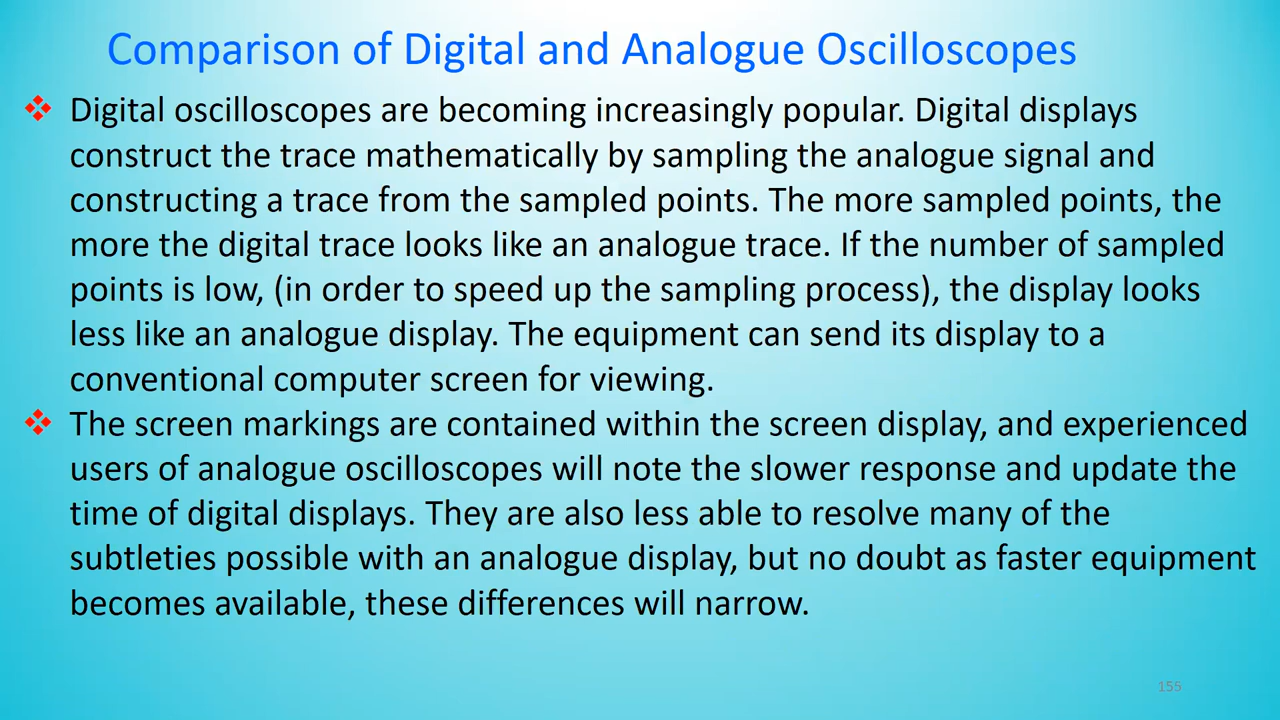 Comparison of Digital and Analogue Oscilloscopes
❖ Digital oscilloscopes are becoming increasingly popular. Digital displays
construct the trace mathematically by sampling the analogue signal and
constructing a trace from the sampled points. The more sampled points, the
more the digital trace looks like an analogue trace. If the number of sampled
points is low, (in order to speed up the sampling process), the display looks
less like an analogue display. The equipment can send its display to a
conventional computer screen for viewing.
❖ The screen markings are contained within the screen display, and experienced
users of analogue oscilloscopes will note the slower response and update the
time of digital displays. They are also less able to resolve many of the
subtleties possible with an analogue display, but no doubt as faster equipment
becomes available, these differences will narrow.
155